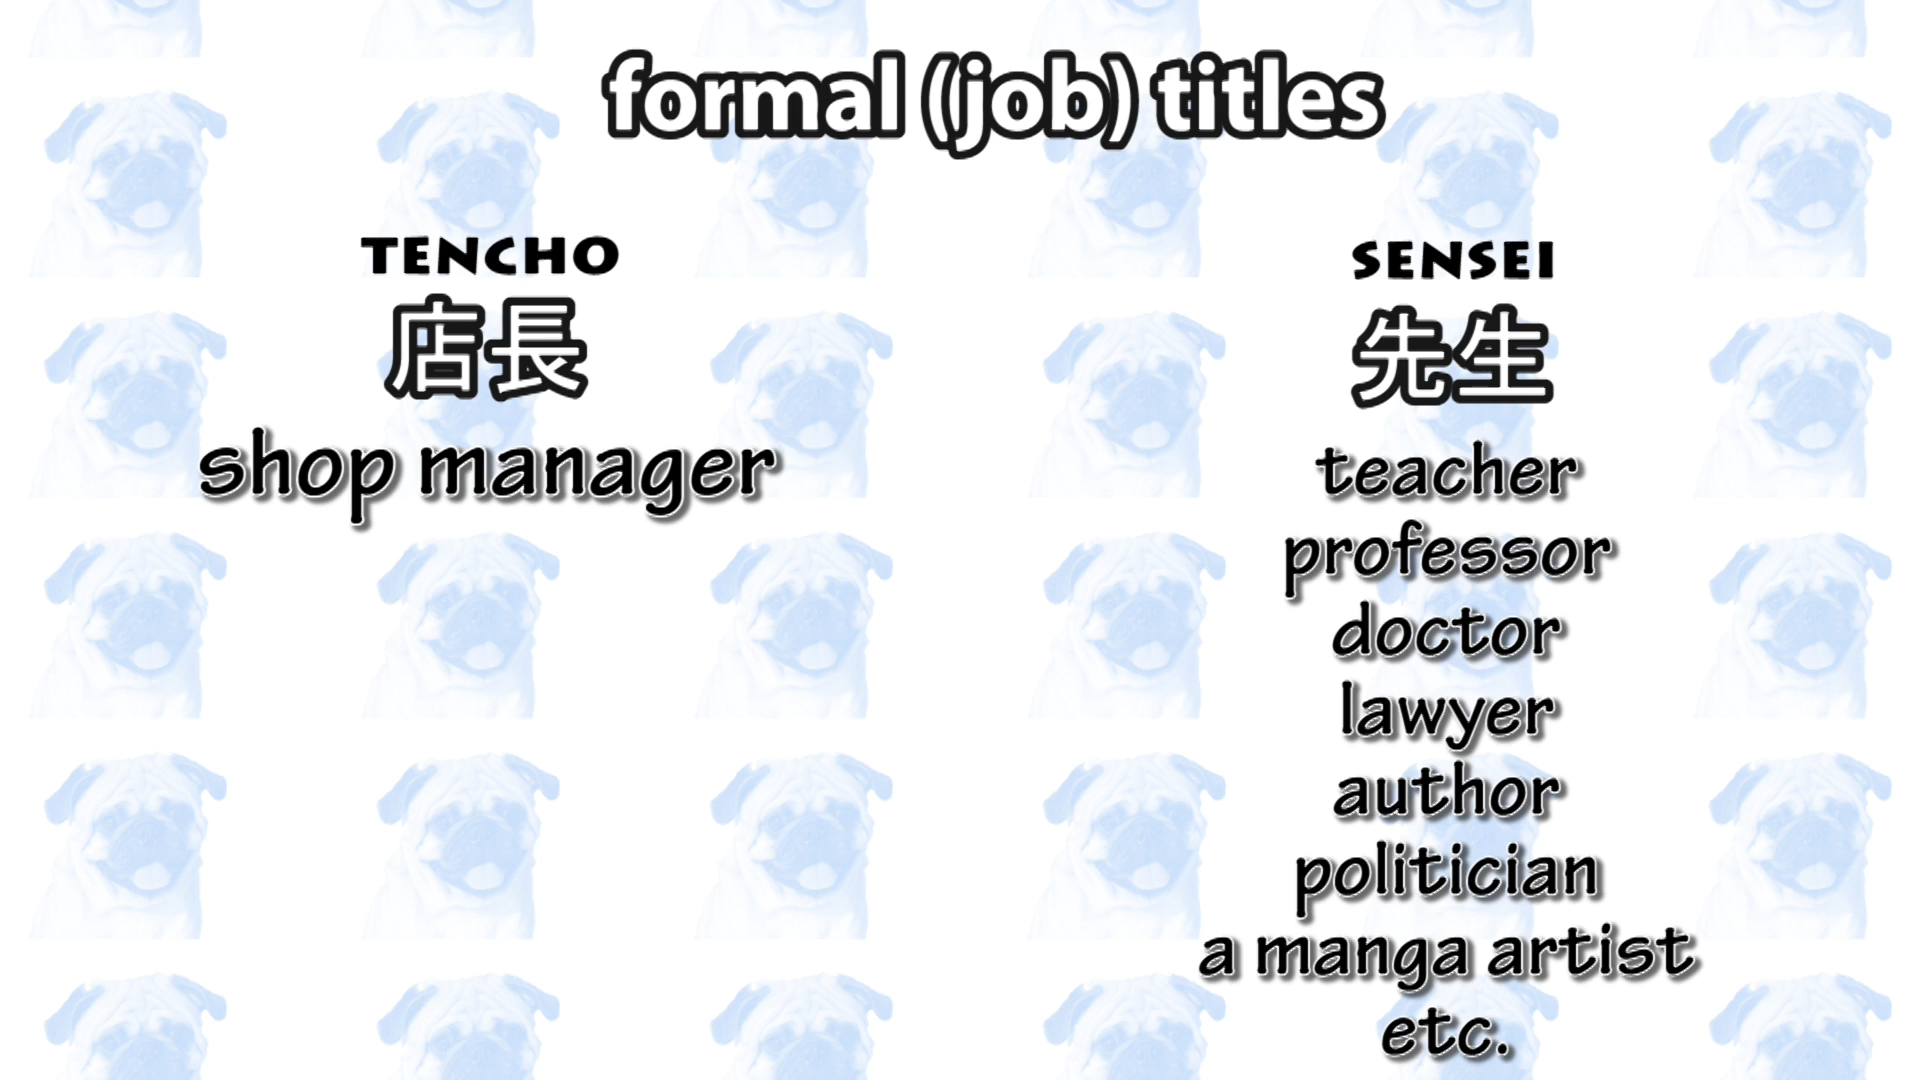 formal (job) titles
TENCHO
店長
shop manager
SENSEI
先生
teacher
professor
doctor
lawyer
author
politician
a manga artist
etc.